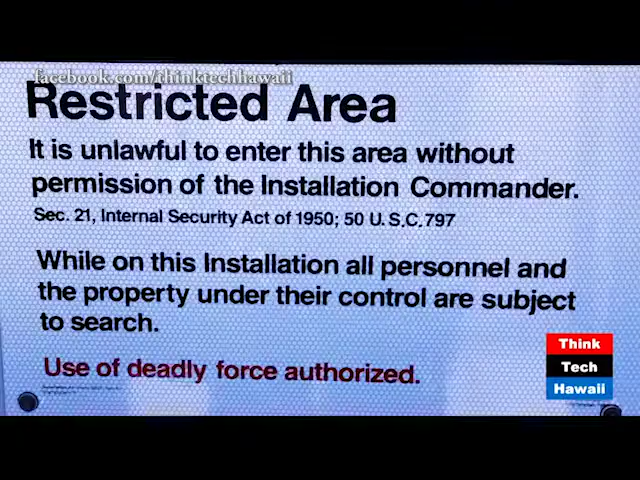 facebook.com/thinktechhawaii
Restricted Area
It is unlawful to enter this area without
permission of the Installation Commander.
Sec. 21, Internal Security Act of 1950; 50 U.S.C. 797
While on this Installation all personnel and
the property under their control are subject
to search.
Use of deadly force authorized.
Think
Tech
Hawaii